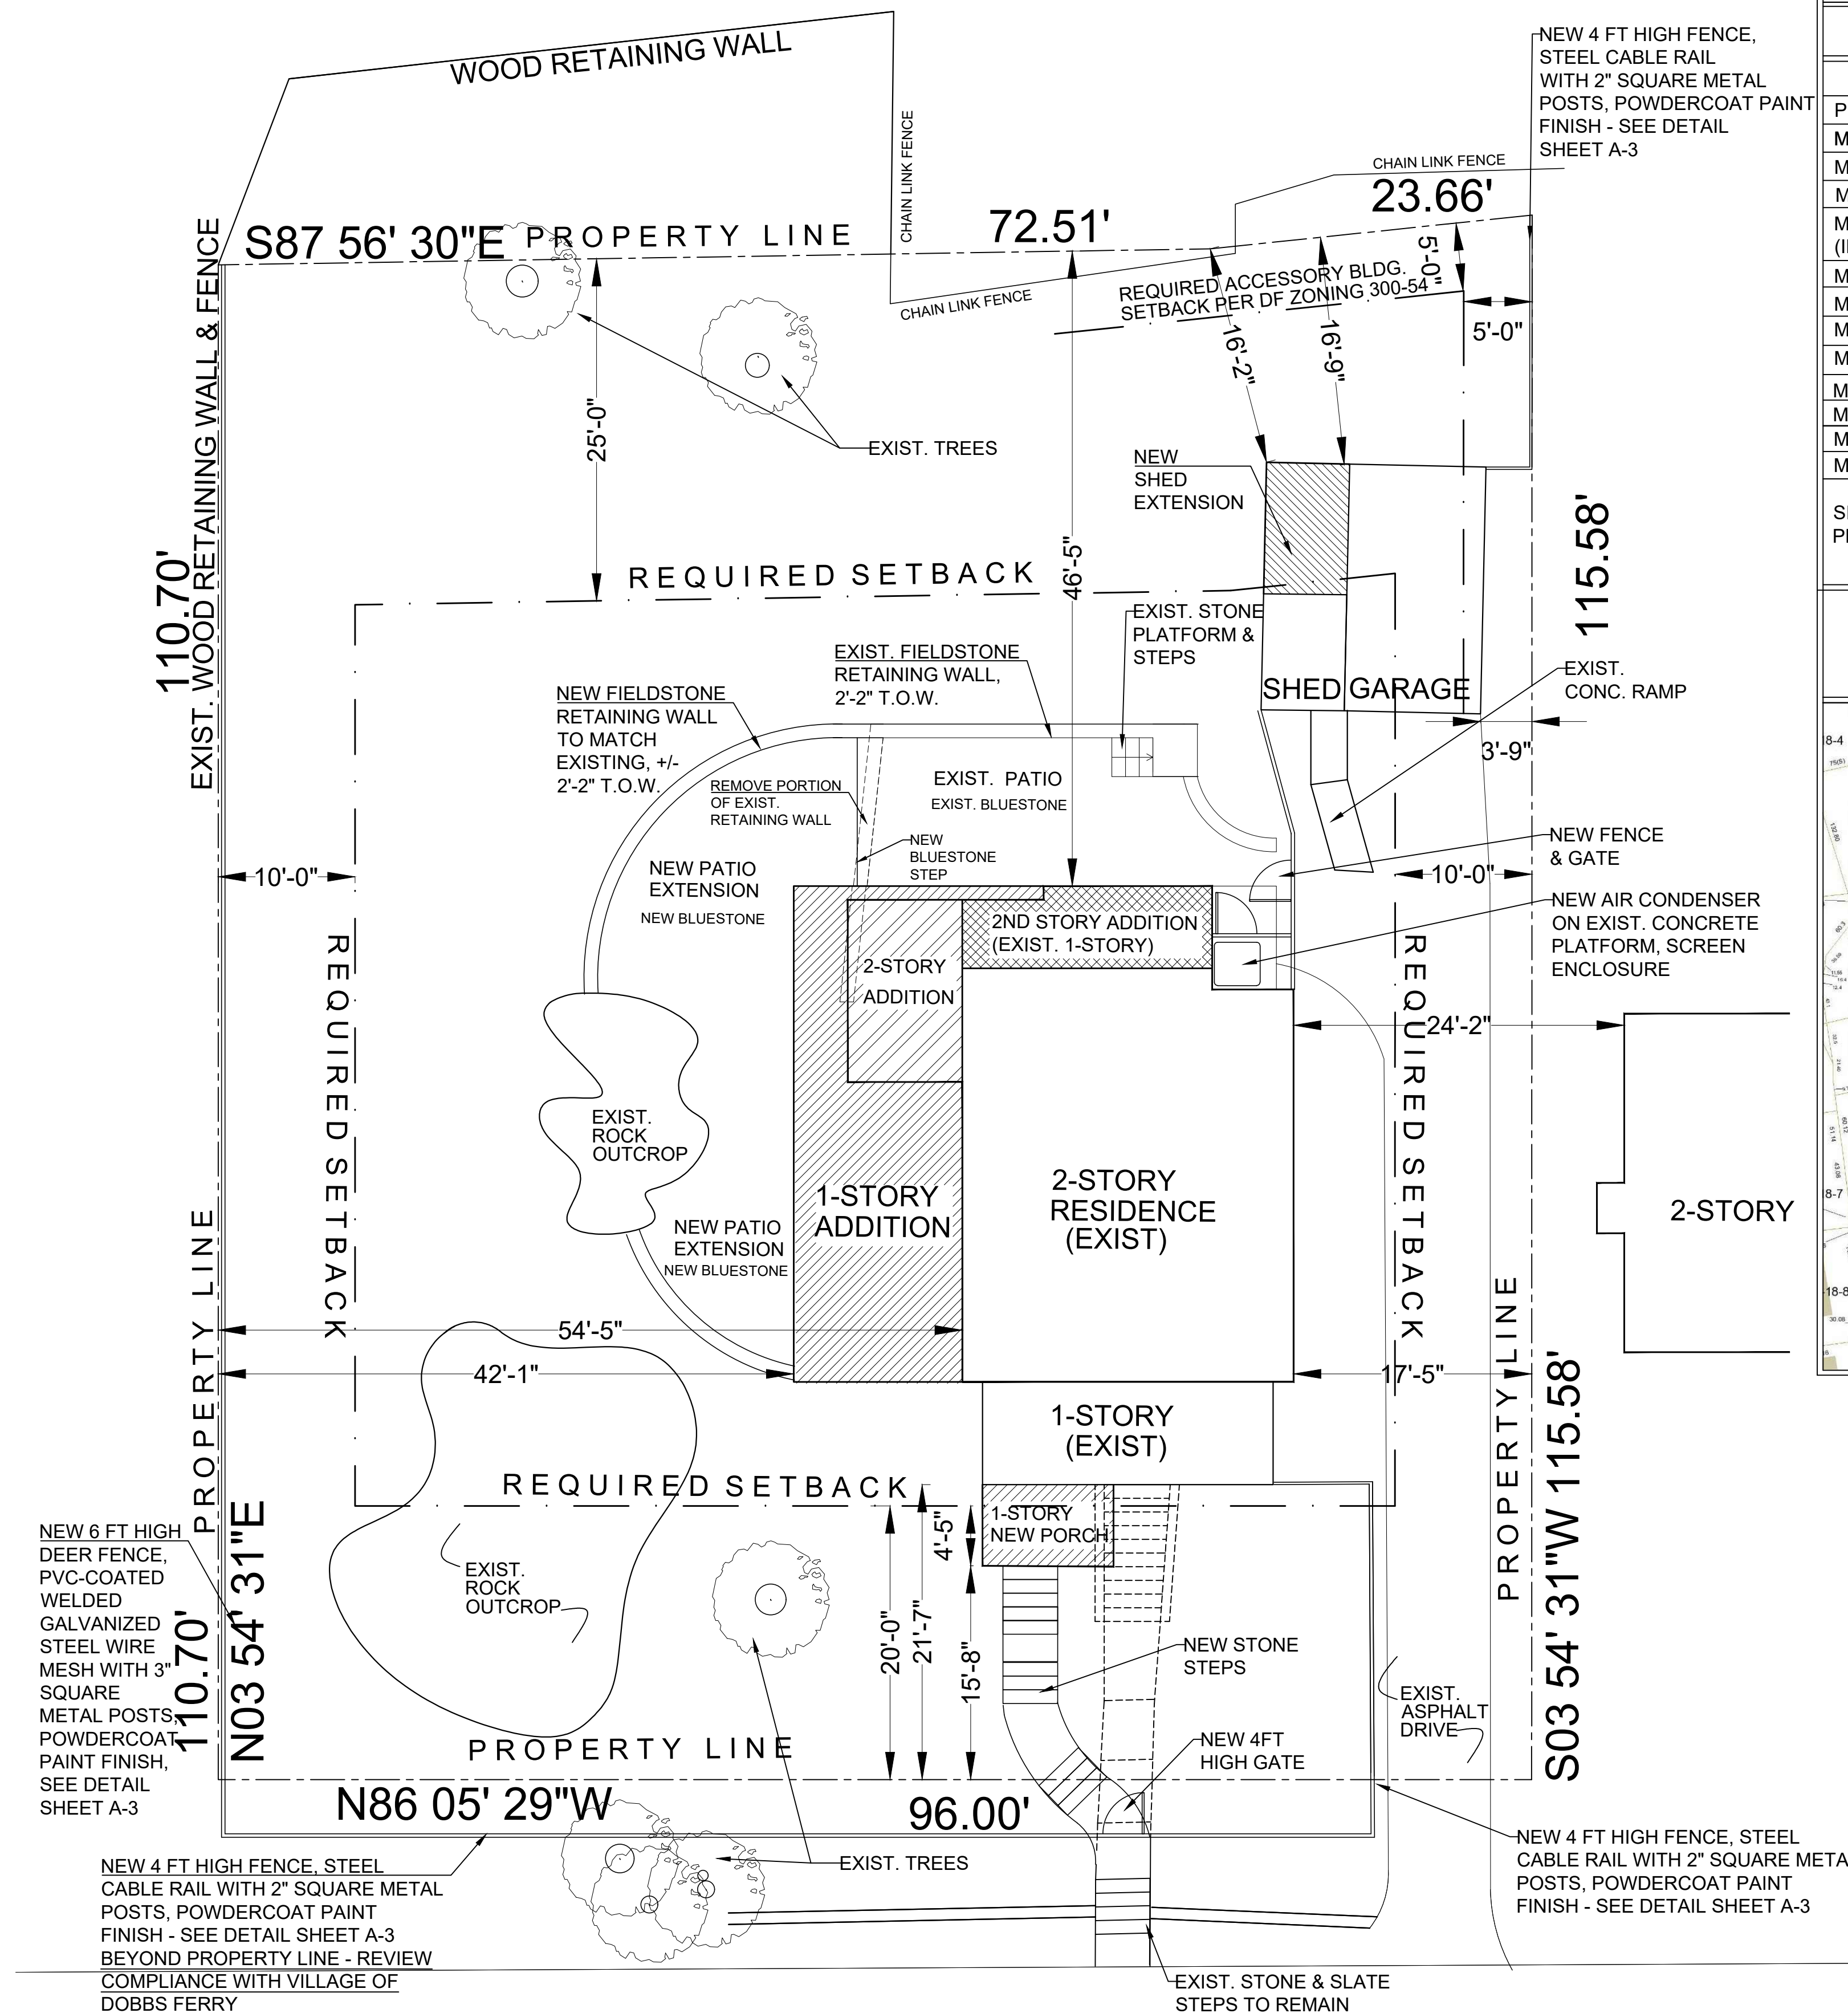 WOOD RETAINING WALL
NEW 4 FT HIGH FENCE,
STEEL CABLE RAIL
WITH 2" SQUARE METAL
POSTS, POWDERCOAT PAINT
FINISH - SEE DETAIL
SHEET A-3
CHAIN LINK FENCE
CHAIN LINK FENCE
23.66'
72.51'
S87 56' 30"E
PROPERTY LINE
5'-0"
REQUIRED ACCESSORY BLDG.
SETBACK PER DF ZONING 300-54
CHAIN LINK FENCE
5'-0"
16'-2"
16'-9"
EXIST. WOOD RETAINING WALL & FENCE
110.70'
25'-0"
EXIST. TREES
NEW
SHED
EXTENSION
115.58'
46'-5"
REQUIRED SETBACK
EXIST. STONE
PLATFORM &
STEPS
EXIST. FIELDSTONE
RETAINING WALL,
2'-2" T.O.W.
NEW FIELDSTONE
RETAINING WALL
TO MATCH
EXISTING, +/-
2'-2" T.O.W.
SHED
GARAGE
EXIST.
CONC. RAMP
3'-9"
REMOVE PORTION
OF EXIST.
RETAINING WALL
EXIST. PATIO
EXIST. BLUESTONE
NEW
BLUESTONE
STEP
NEW FENCE
& GATE
NEW PATIO
EXTENSION
NEW BLUESTONE
10'-0"
10'-0"
NEW AIR CONDENSER
ON EXIST. CONCRETE
PLATFORM, SCREEN
ENCLOSURE
2ND STORY ADDITION
(EXIST. 1-STORY)
2-STORY
ADDITION
REQUIRED SETBACK
REQUIRED SETBACK
24'-2"
EXIST.
ROCK
OUTCROP
1-STORY
ADDITION
2-STORY
RESIDENCE
(EXIST)
2-STORY
NEW PATIO
EXTENSION
NEW BLUESTONE
PROPERTY LINE
PROPERTY LINE
54'-5"
42'-1"
17'-5"
1-STORY
(EXIST)
REQUIRED SETBACK
1-STORY
NEW PORCH
4'-5"
20'-0"
21'-7"
15'-8"
NEW 6 FT HIGH
DEER FENCE,
PVC-COATED
WELDED
GALVANIZED
STEEL WIRE
MESH WITH 3"
SQUARE
METAL POSTS,
POWDERCOAT
PAINT FINISH,
SEE DETAIL
SHEET A-3
110.70'
N03 54' 31"E
EXIST.
ROCK
OUTCROP
NEW STONE
STEPS
EXIST.
ASPHALT
DRIVE
S03 54' 31"W 115.58'
NEW 4FT
HIGH GATE
PROPERTY LINE
N86 05' 29"W
96.00'
EXIST. TREES
NEW 4 FT HIGH FENCE, STEEL
CABLE RAIL WITH 2" SQUARE METAL
POSTS, POWDERCOAT PAINT
FINISH - SEE DETAIL SHEET A-3
BEYOND PROPERTY LINE - REVIEW
COMPLIANCE WITH VILLAGE OF
DOBBS FERRY
NEW 4 FT HIGH FENCE, STEEL
CABLE RAIL WITH 2" SQUARE META
POSTS, POWDERCOAT PAINT
FINISH - SEE DETAIL SHEET A-3
EXIST. STONE & SLATE
STEPS TO REMAIN